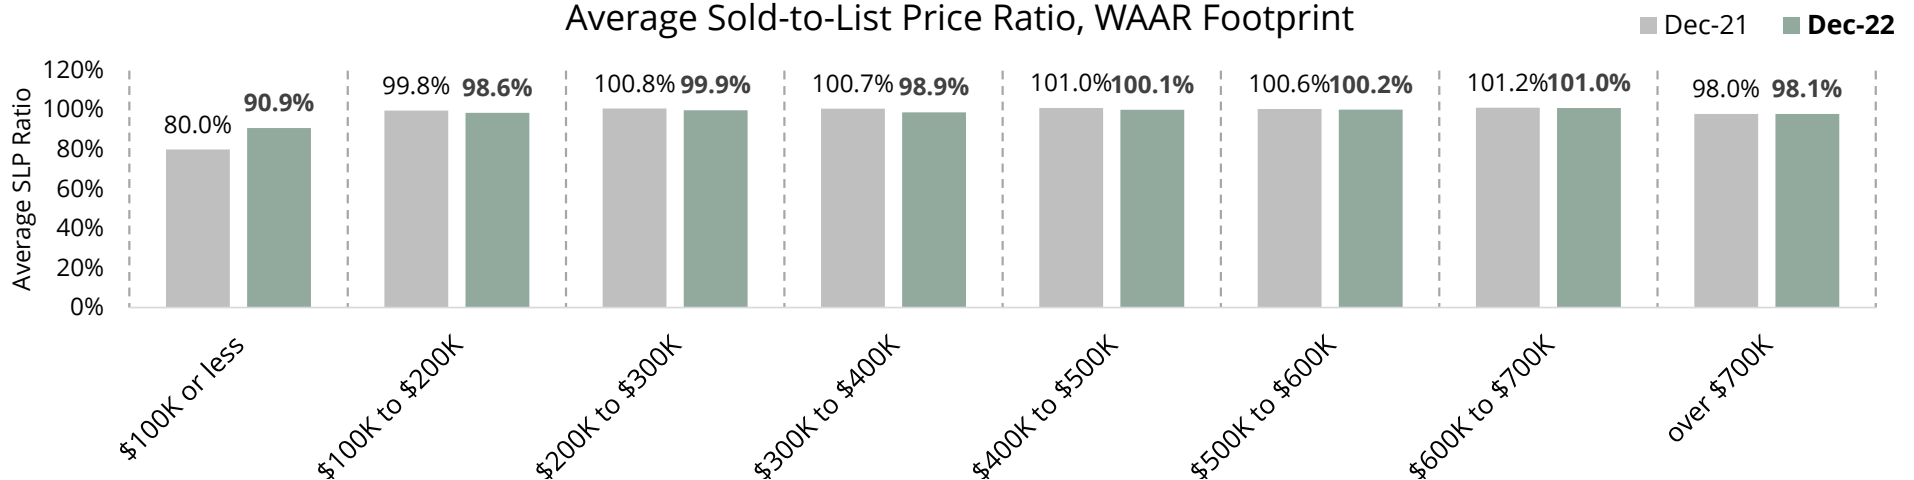 Average Sold-to-List Price Ratio, WAAR Footprint
Dec-21
Dec-22
Average SLP Ratio
120%
100%
80%
60%
40%
20%
0%
80.0%
90.9%
99.8%
98.6%
100.8%
99.9%
100.7%
98.9%
101.0%
100.1%
100.6%
100.2%
101.2%
101.0%
98.0%
98.1%
$100K or less
$100K to $200K
$200K to $300K
$300K to $400K
$400K to $500K
$500K to $600K
$600K to $700K
over $700K